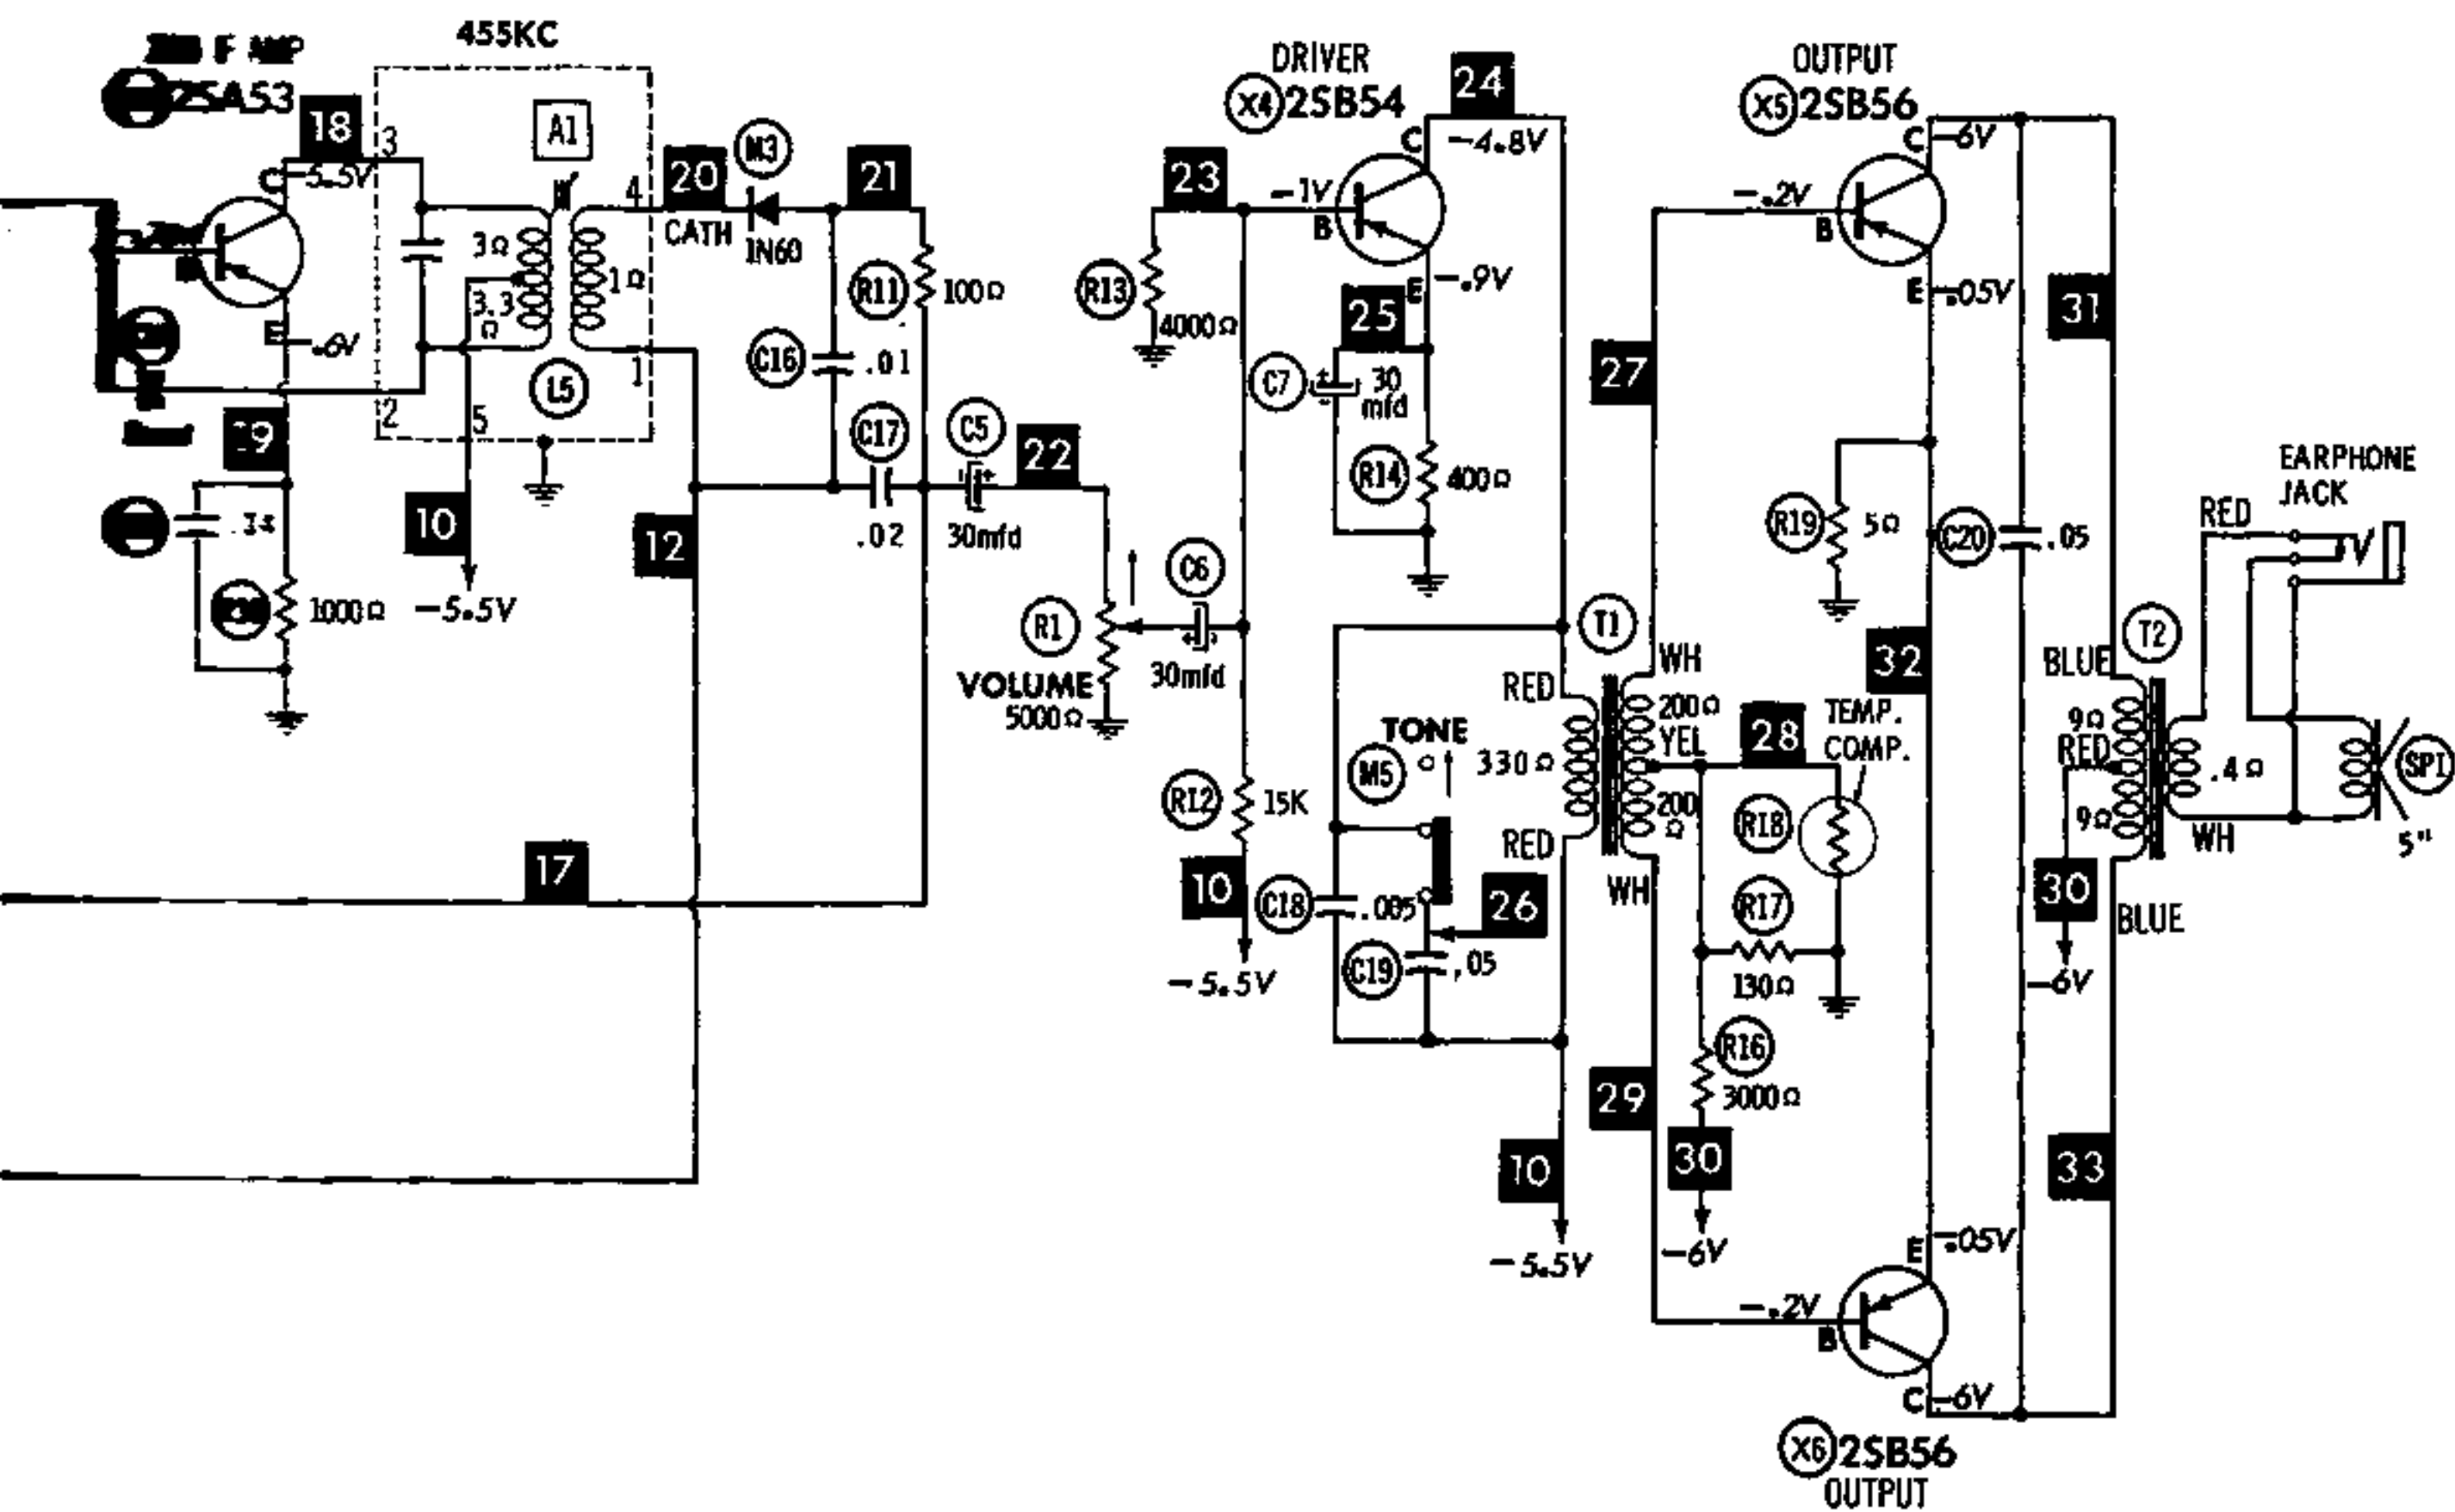 455KC
F AMP
2SA53
18
3
A1
C
-5.5V
4
20
M3
21
CATH
1N60
3Ω
3.3
Ω
1Ω
E
-.6V
R11
100Ω
C16
.01
1
L5
2
5
19
C17
.02
C5
30mfd
22
10
-5.5V
12
1000Ω
17
R1
VOLUME
5000Ω
C6
30mfd
DRIVER
X4 2SB54
24
C
-4.8V
23
-1V
B
R13
4000Ω
E
-.9V
25
C7
30
mfd
R14
400Ω
R12
15K
10
-5.5V
TONE
M5
C18
.005
26
C19
.05
RED
330Ω
RED
10
-5.5V
T1
WH
200Ω
YEL
200
Ω
WH
27
28
TEMP.
COMP.
R18
R17
130Ω
R16
3000Ω
29
30
-6V
OUTPUT
X5 2SB56
C
-6V
-.2V
B
E
-.05V
R19
5Ω
C20
.05
31
32
BLUE
T2
9Ω
RED
9Ω
30
-6V
BLUE
33
.4Ω
WH
RED
EARPHONE
JACK
SP1
5"
E
-.05V
-.2V
B
C
-6V
X6 2SB56
OUTPUT